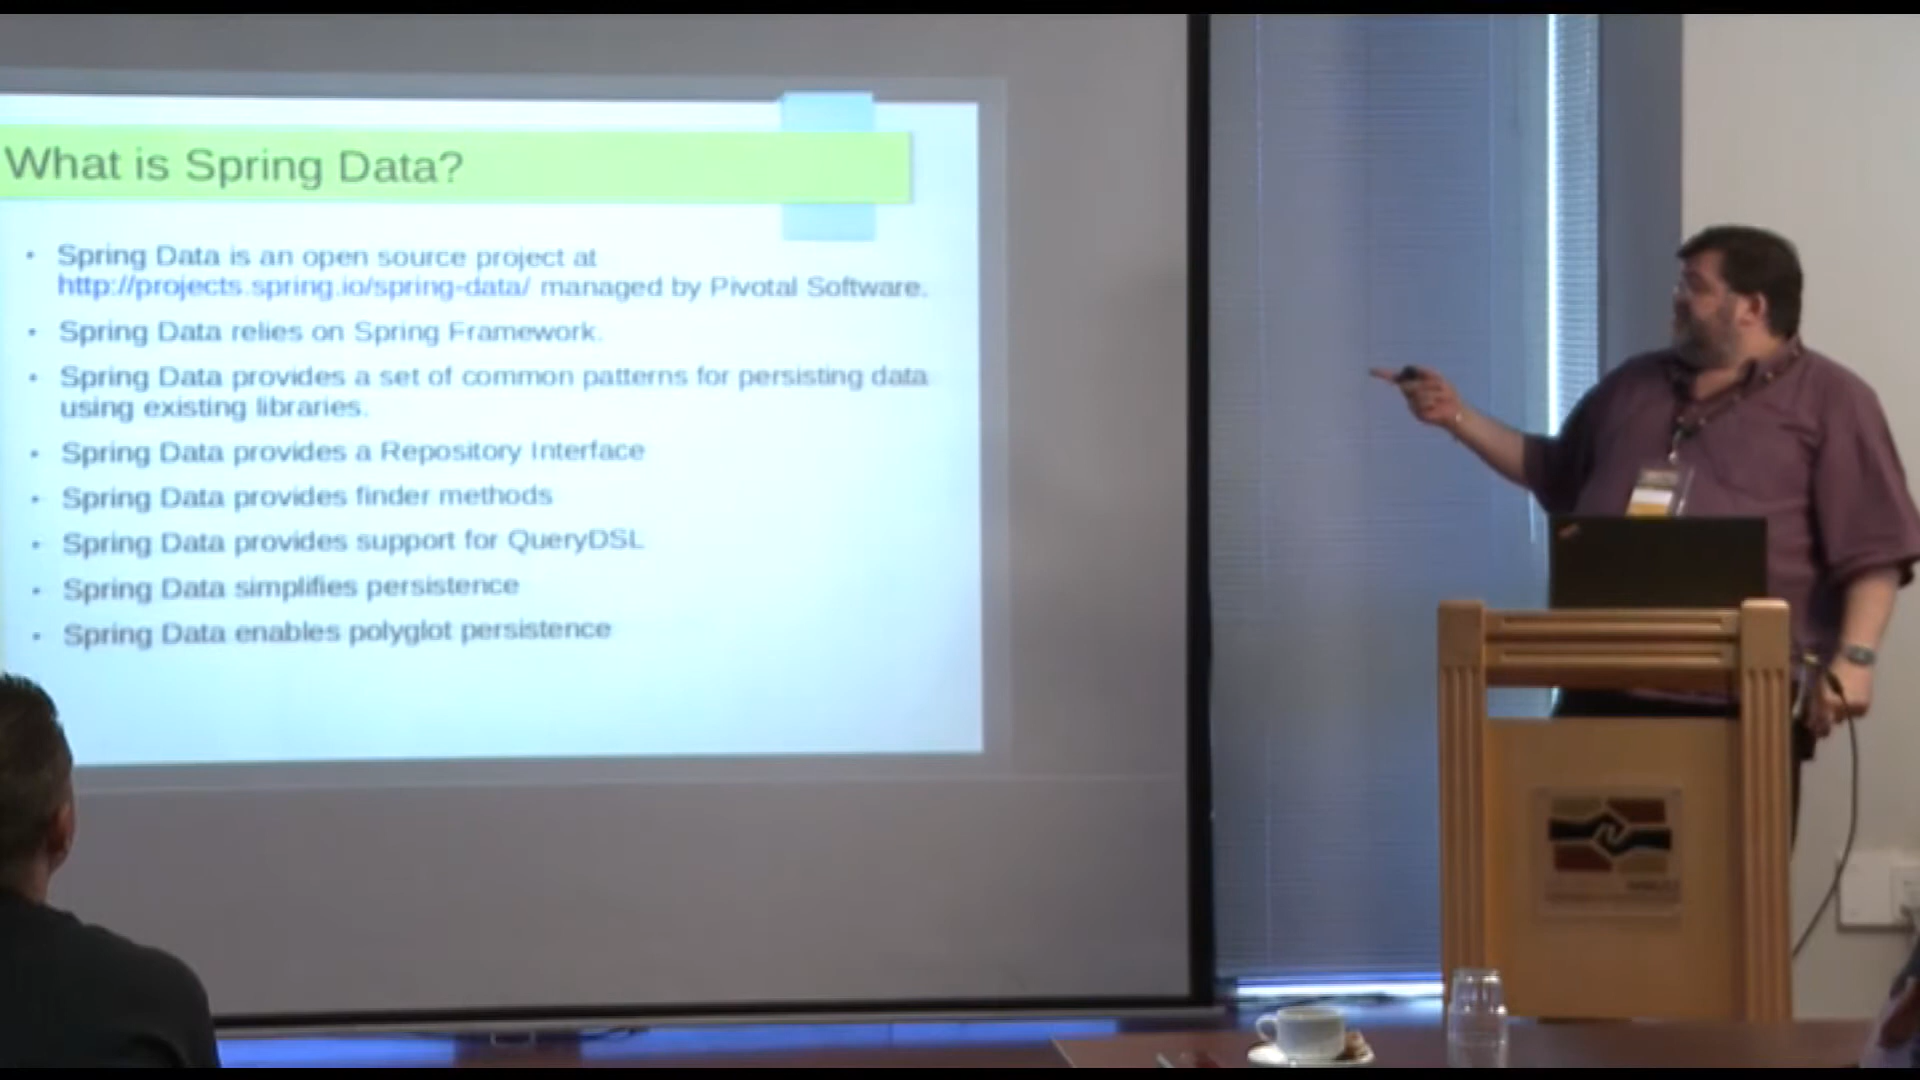 What is Spring Data?
• Spring Data is an open source project at
http://projects.spring.io/spring-data/ managed by Pivotal Software.
• Spring Data relies on Spring Framework.
• Spring Data provides a set of common patterns for persisting data
using existing libraries.
• Spring Data provides a Repository Interface
• Spring Data provides finder methods
• Spring Data provides support for QueryDSL
• Spring Data simplifies persistence
• Spring Data enables polyglot persistence